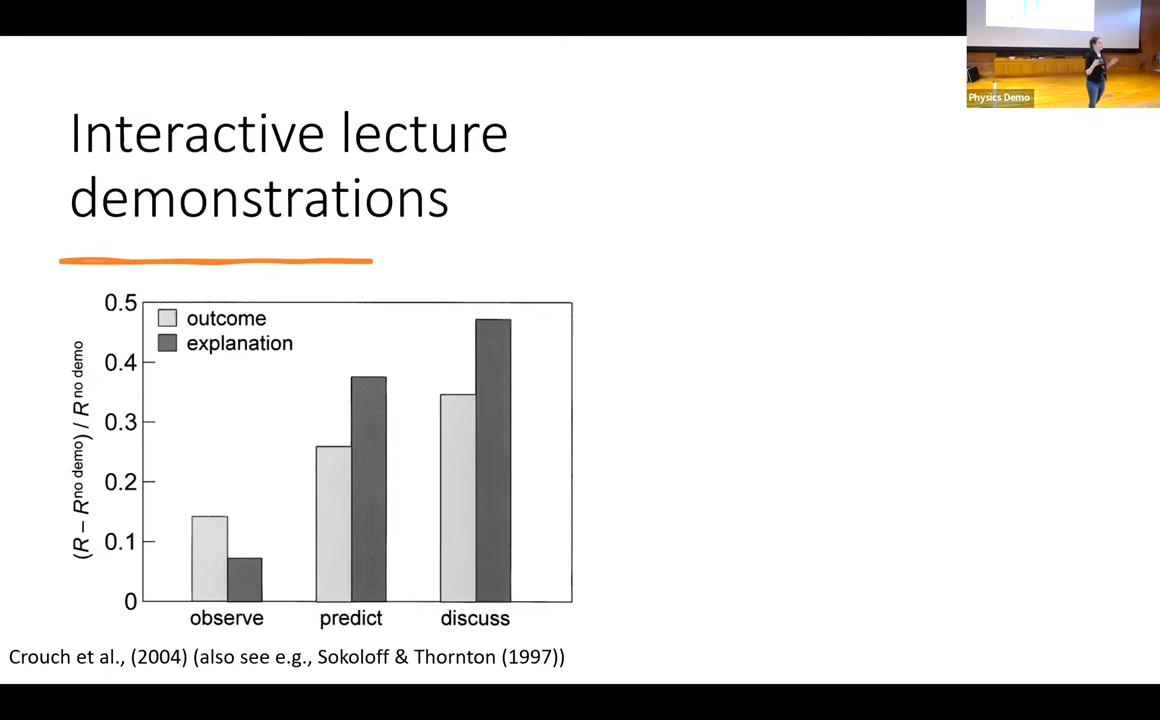 Physics Demo
Interactive lecture
demonstrations
0.5
0.4
0.3
0.2
0.1
0
(R – R^no demo) / R^no demo
outcome
explanation
observe predict discuss
Crouch et al., (2004) (also see e.g., Sokoloff & Thornton (1997))